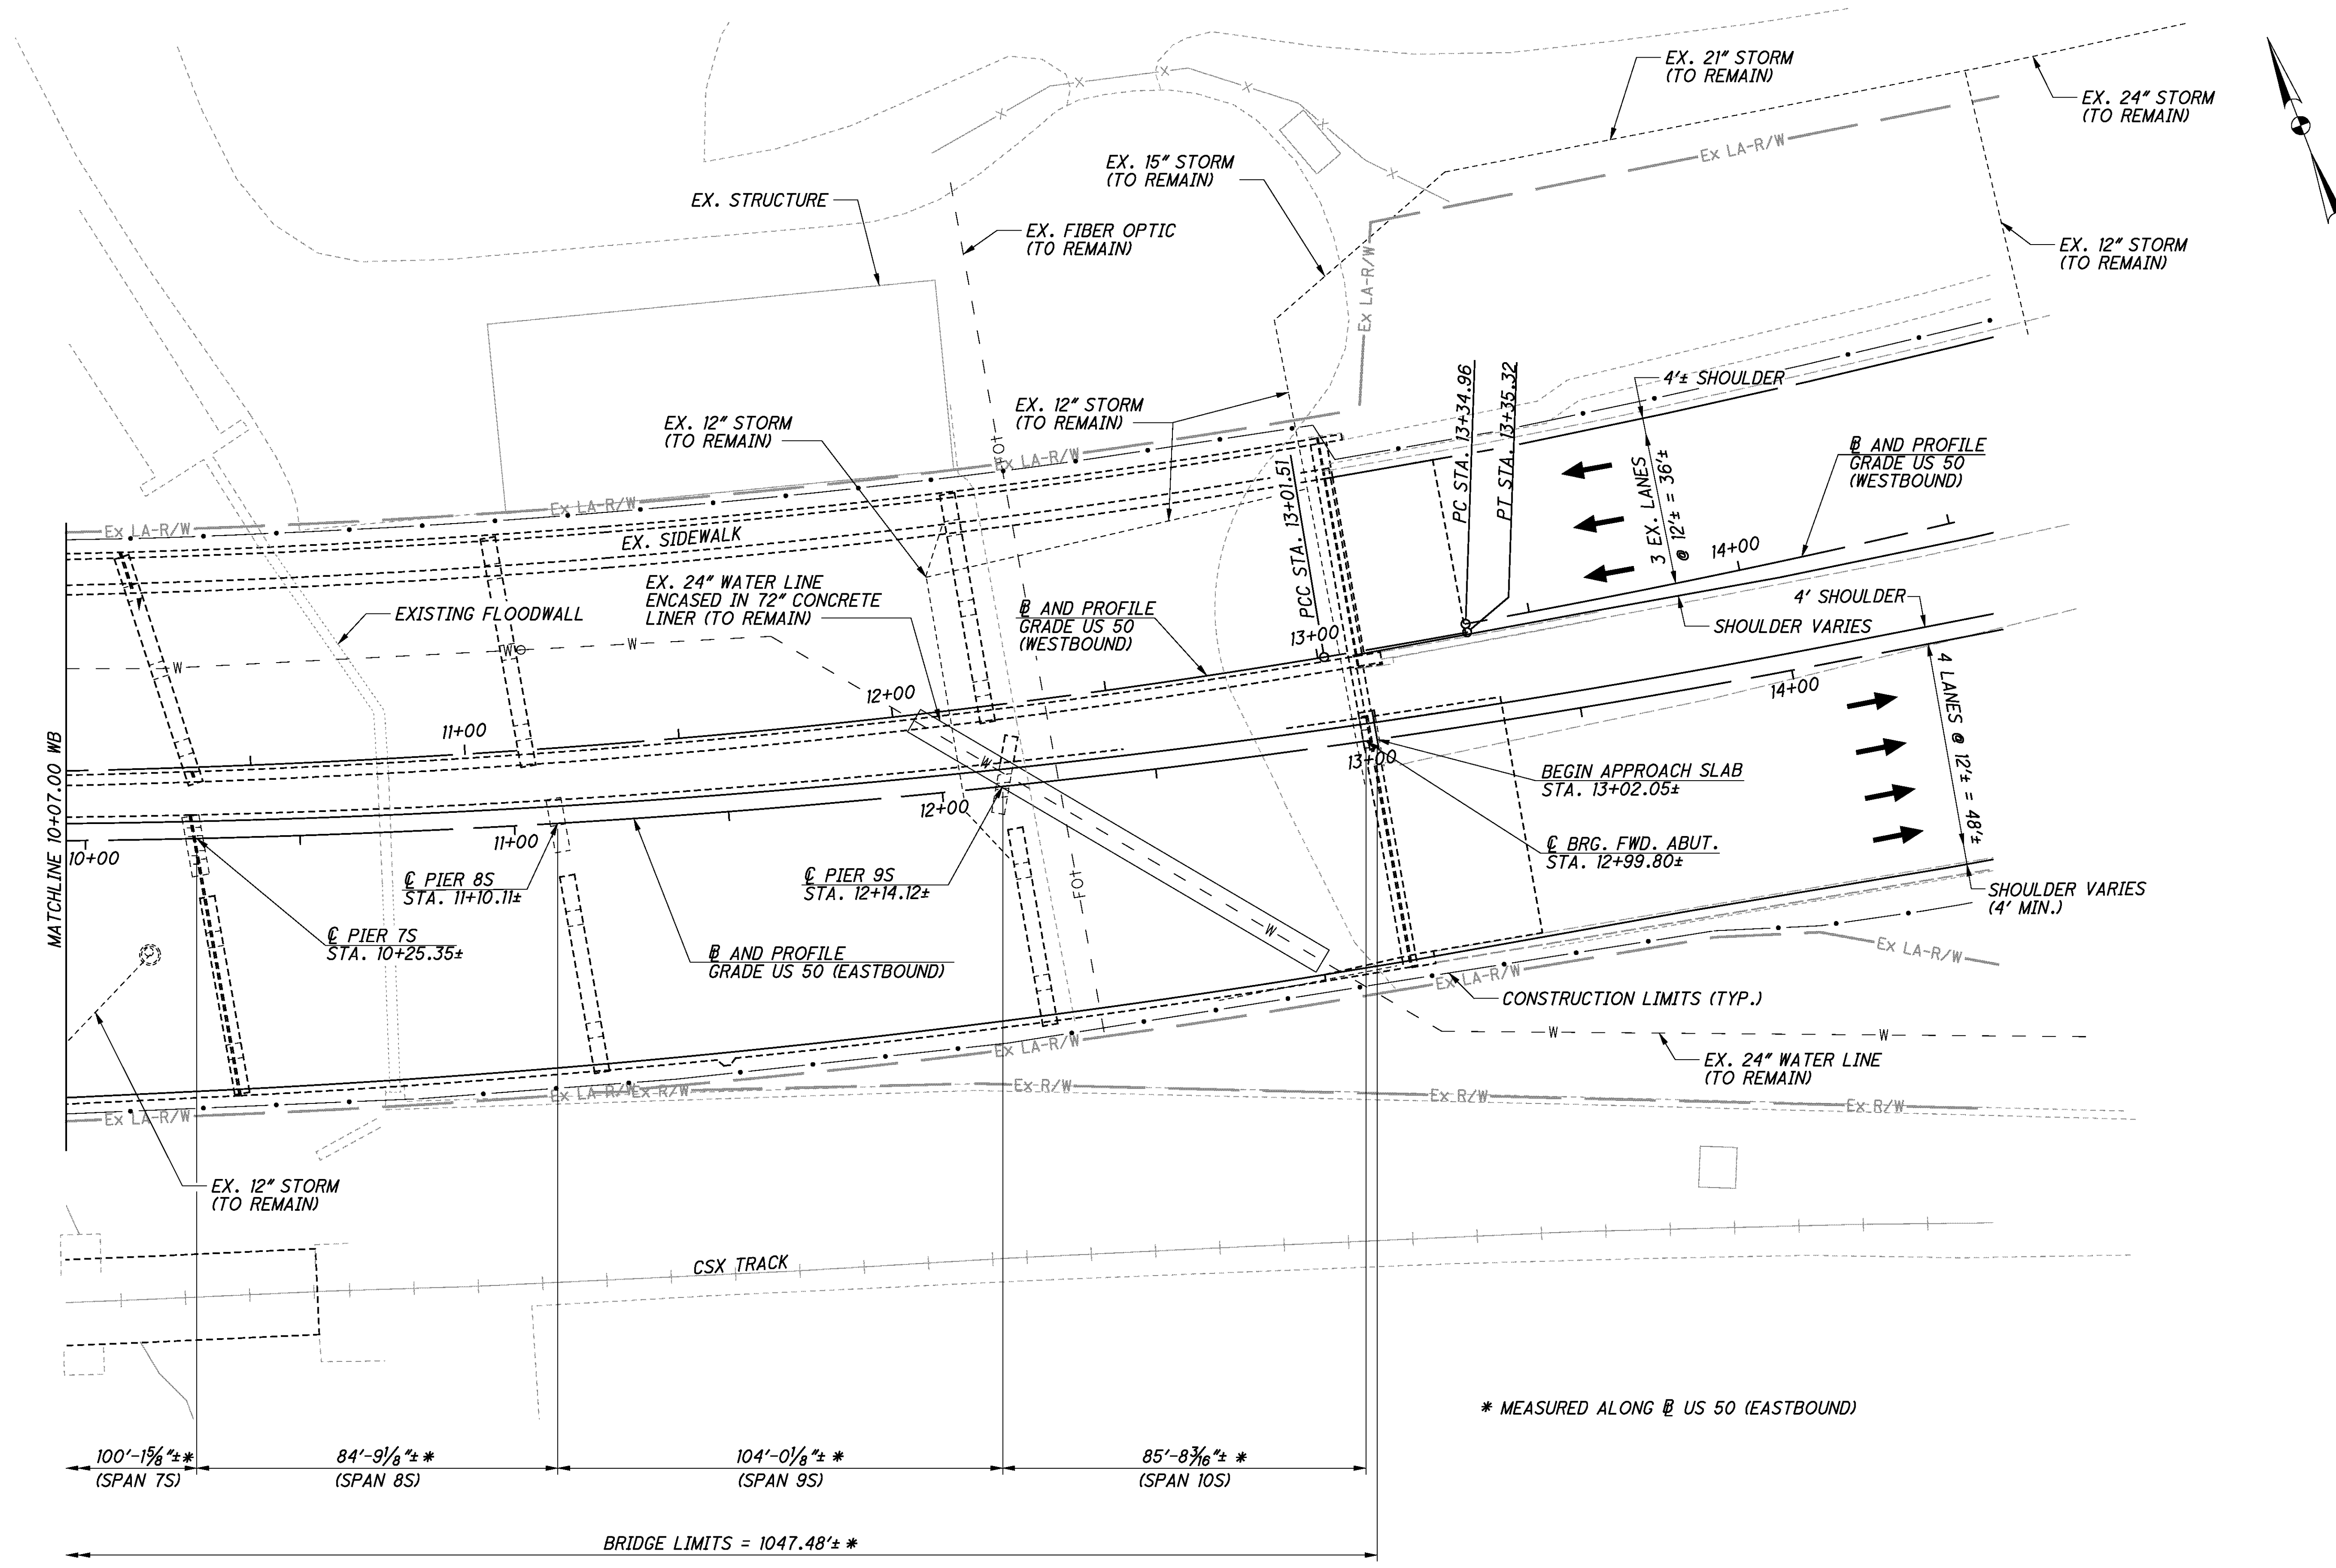 EX. 21" STORM
(TO REMAIN)
EX. 24" STORM
(TO REMAIN)
Ex LA-R/W
EX. 15" STORM
(TO REMAIN)
EX. STRUCTURE
EX. FIBER OPTIC
(TO REMAIN)
EX. 12" STORM
(TO REMAIN)
Ex LA-R/W
4'± SHOULDER
EX. 12" STORM
(TO REMAIN)
EX. 12" STORM
(TO REMAIN)
PC STA. 13+34.96
PT STA. 13+35.32
PCC STA. 13+01.51
3 EX. LANES
@ 12'± = 36'±
℄ AND PROFILE
GRADE US 50
(WESTBOUND)
FO
Ex LA-R/W
Ex LA-R/W
Ex LA-R/W
EX. SIDEWALK
14+00
EX. 24" WATER LINE
ENCASED IN 72" CONCRETE
LINER (TO REMAIN)
EXISTING FLOODWALL
℄ AND PROFILE
GRADE US 50
(WESTBOUND)
4' SHOULDER
SHOULDER VARIES
13+00
W
W
W
12+00
11+00
14+00
4 LANES @ 12'± = 48'±
MATCHLINE 10+07.00 WB
W
13+00
BEGIN APPROACH SLAB
STA. 13+02.05±
12+00
11+00
10+00
℄ BRG. FWD. ABUT.
STA. 12+99.80±
℄ PIER 8S
STA. 11+10.11±
℄ PIER 9S
STA. 12+14.12±
FO
SHOULDER VARIES
(4' MIN.)
℄ PIER 7S
STA. 10+25.35±
W
℄ AND PROFILE
GRADE US 50 (EASTBOUND)
Ex LA-R/W
Ex LA-R/W
CONSTRUCTION LIMITS (TYP.)
W
W
Ex LA-R/W
EX. 24" WATER LINE
(TO REMAIN)
Ex LA-R/W
Ex LA-R/W
Ex R/W
Ex R/W
Ex R/W
Ex R/W
EX. 12" STORM
(TO REMAIN)
CSX TRACK
* MEASURED ALONG ℄ US 50 (EASTBOUND)
100'-1⅝"±*
(SPAN 7S)
84'-9⅛"± *
(SPAN 8S)
104'-0⅛"± *
(SPAN 9S)
85'-8 3/16"± *
(SPAN 10S)
BRIDGE LIMITS = 1047.48'± *